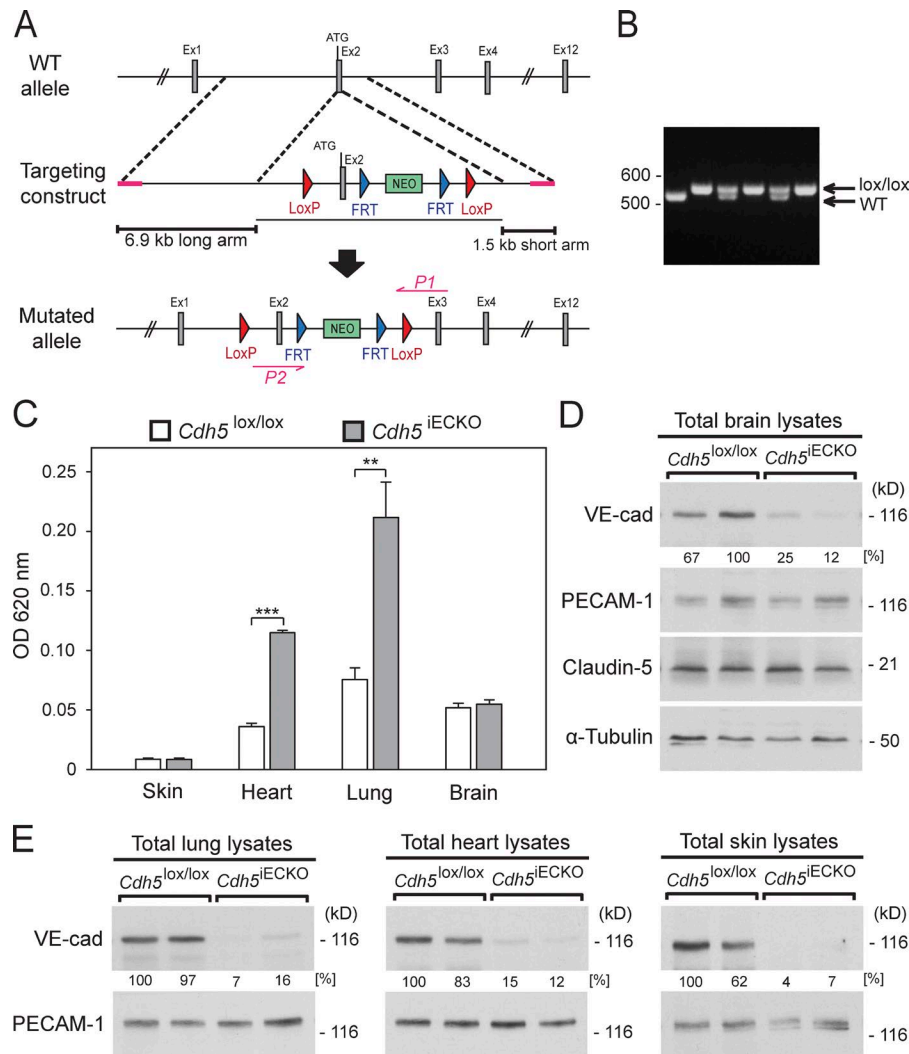 A
WT allele
Ex1
ATG
Ex2
Ex3
Ex4
Ex12
Targeting construct
ATG
Ex2
LoxP
FRT
NEO
FRT
LoxP
6.9 kb long arm
1.5 kb short arm
Mutated allele
Ex1
Ex2
NEO
P1
Ex3
Ex4
Ex12
LoxP
FRT
FRT
LoxP
P2
B
600 -
500 -
lox/lox
WT
C
Cdh5 lox/lox
Cdh5 iECKO
OD 620 nm
0.25
0.20
0.15
0.10
0.05
0
***
**
Skin Heart Lung Brain
D
Total brain lysates
Cdh5 lox/lox Cdh5 iECKO
(kD)
VE-cad - 116
67 100 25 12 [%]
PECAM-1 - 116
Claudin-5 - 21
α-Tubulin - 50
E
Total lung lysates
Cdh5 lox/lox Cdh5 iECKO
(kD)
VE-cad - 116
100 97 7 16 [%]
PECAM-1 - 116
Total heart lysates
Cdh5 lox/lox Cdh5 iECKO
(kD)
- 116
100 83 15 12 [%]
- 116
Total skin lysates
Cdh5 lox/lox Cdh5 iECKO
(kD)
- 116
100 62 4 7 [%]
- 116